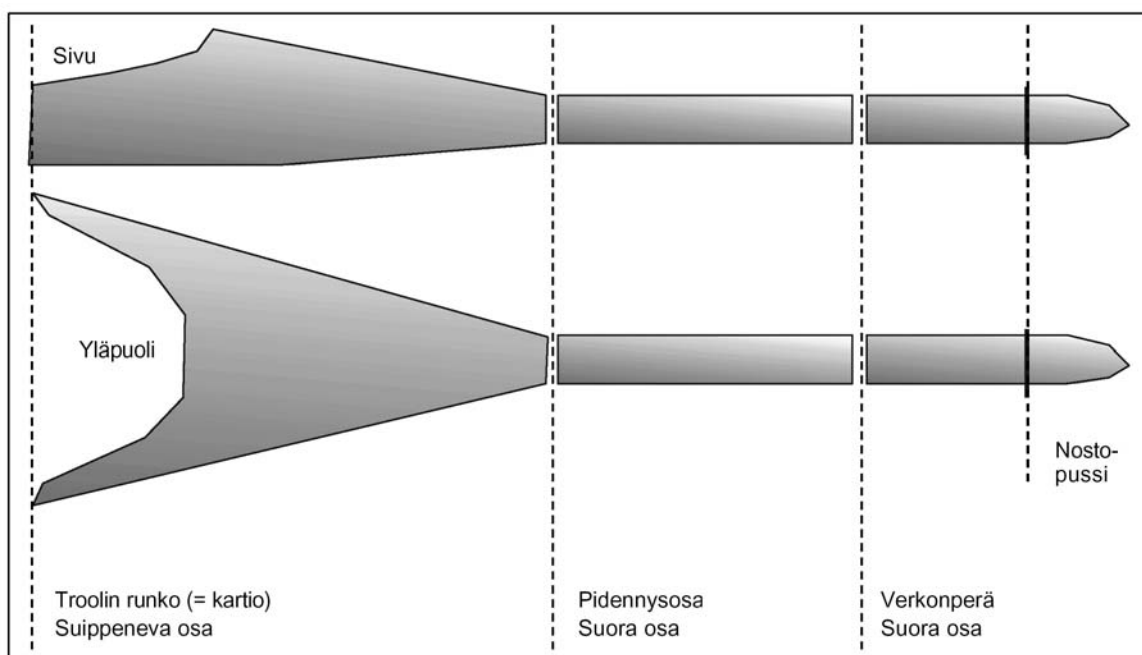 Sivu
Yläpuoli
Nosto-
pussi
Troolin runko (= kartio)
Suippeneva osa
Pidennysosa
Suora osa
Verkonperä
Suora osa